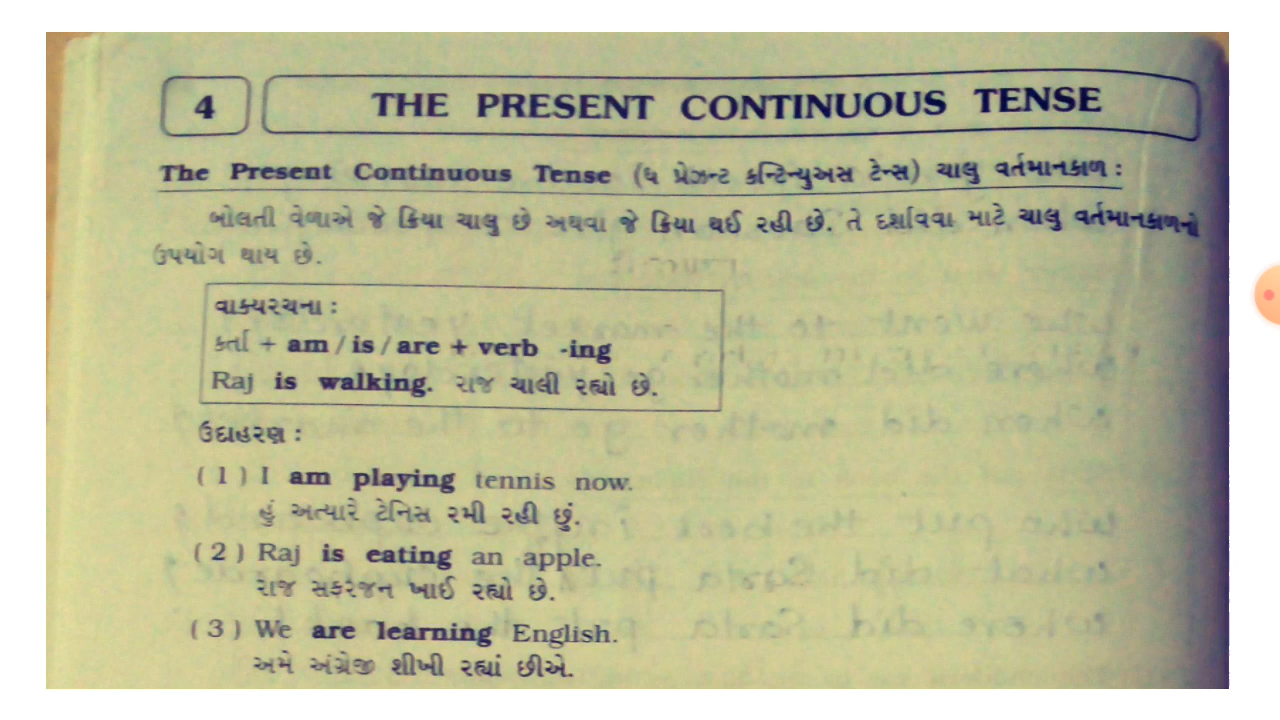 4 THE PRESENT CONTINUOUS TENSE
The Present Continuous Tense (ધ પ્રેઝન્ટ કન્ટિન્યુઅસ ટેન્સ) ચાલુ વર્તમાનકાળ :
બોલતી વેળાએ જે ક્રિયા ચાલુ છે અથવા જે ક્રિયા થઈ રહી છે. તે દર્શાવવા માટે ચાલુ વર્તમાનકાળનો
ઉપયોગ થાય છે.
વાક્યરચના :
કર્તા + am / is / are + verb -ing
Raj is walking. રાજ ચાલી રહ્યો છે.
ઉદાહરણ :
( 1 ) I am playing tennis now.
હું અત્યારે ટેનિસ રમી રહી છું.
( 2 ) Raj is eating an apple.
રાજ સફરજન ખાઈ રહ્યો છે.
( 3 ) We are learning English.
અમે અંગ્રેજી શીખી રહ્યાં છીએ.